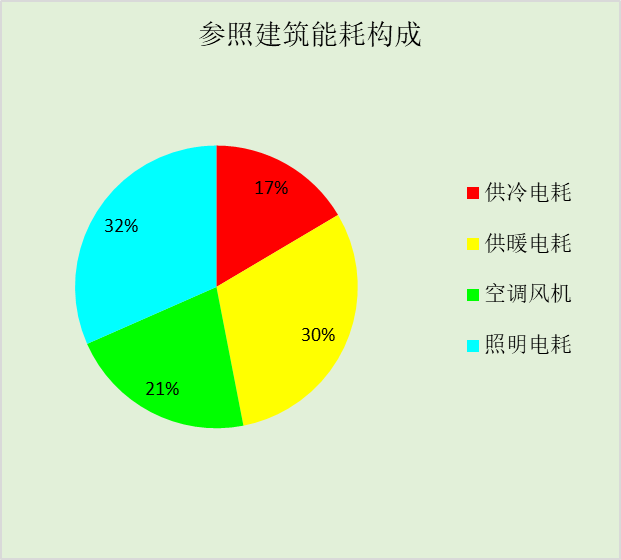 参照建筑能耗构成
17%
32%
30%
21%
供冷电耗
供暖电耗
空调风机
照明电耗